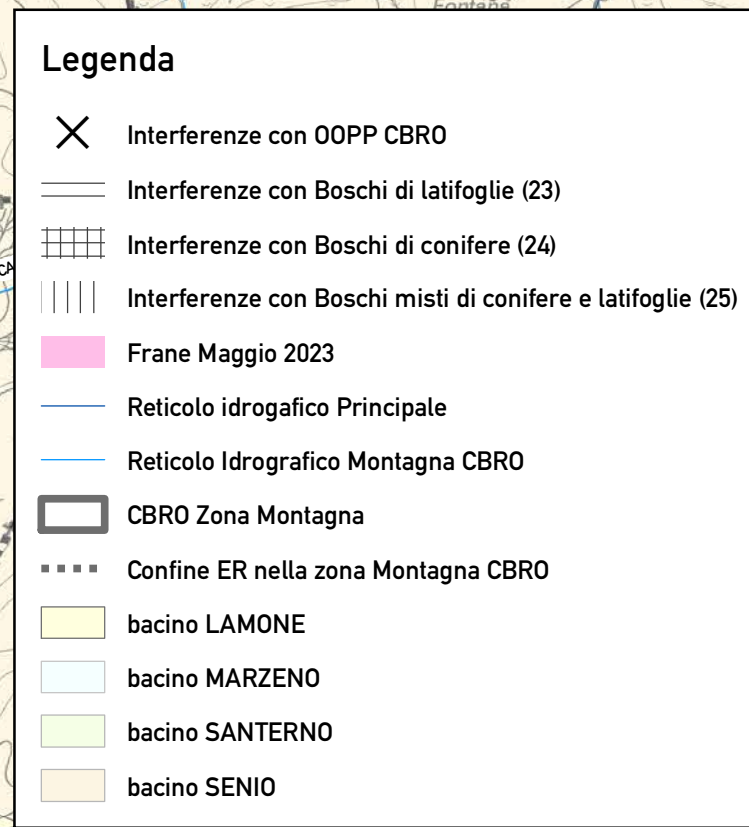 Fontana
Legenda
Interferenze con OOPP CBRO
Interferenze con Boschi di latifoglie (23)
Interferenze con Boschi di conifere (24)
CA
Interferenze con Boschi misti di conifere e latifoglie (25)
Frane Maggio 2023
Reticolo idrogafico Principale
Reticolo Idrografico Montagna CBRO
CBRO Zona Montagna
Confine ER nella zona Montagna CBRO
bacino LAMONE
bacino MARZENO
bacino SANTERNO
bacino SENIO